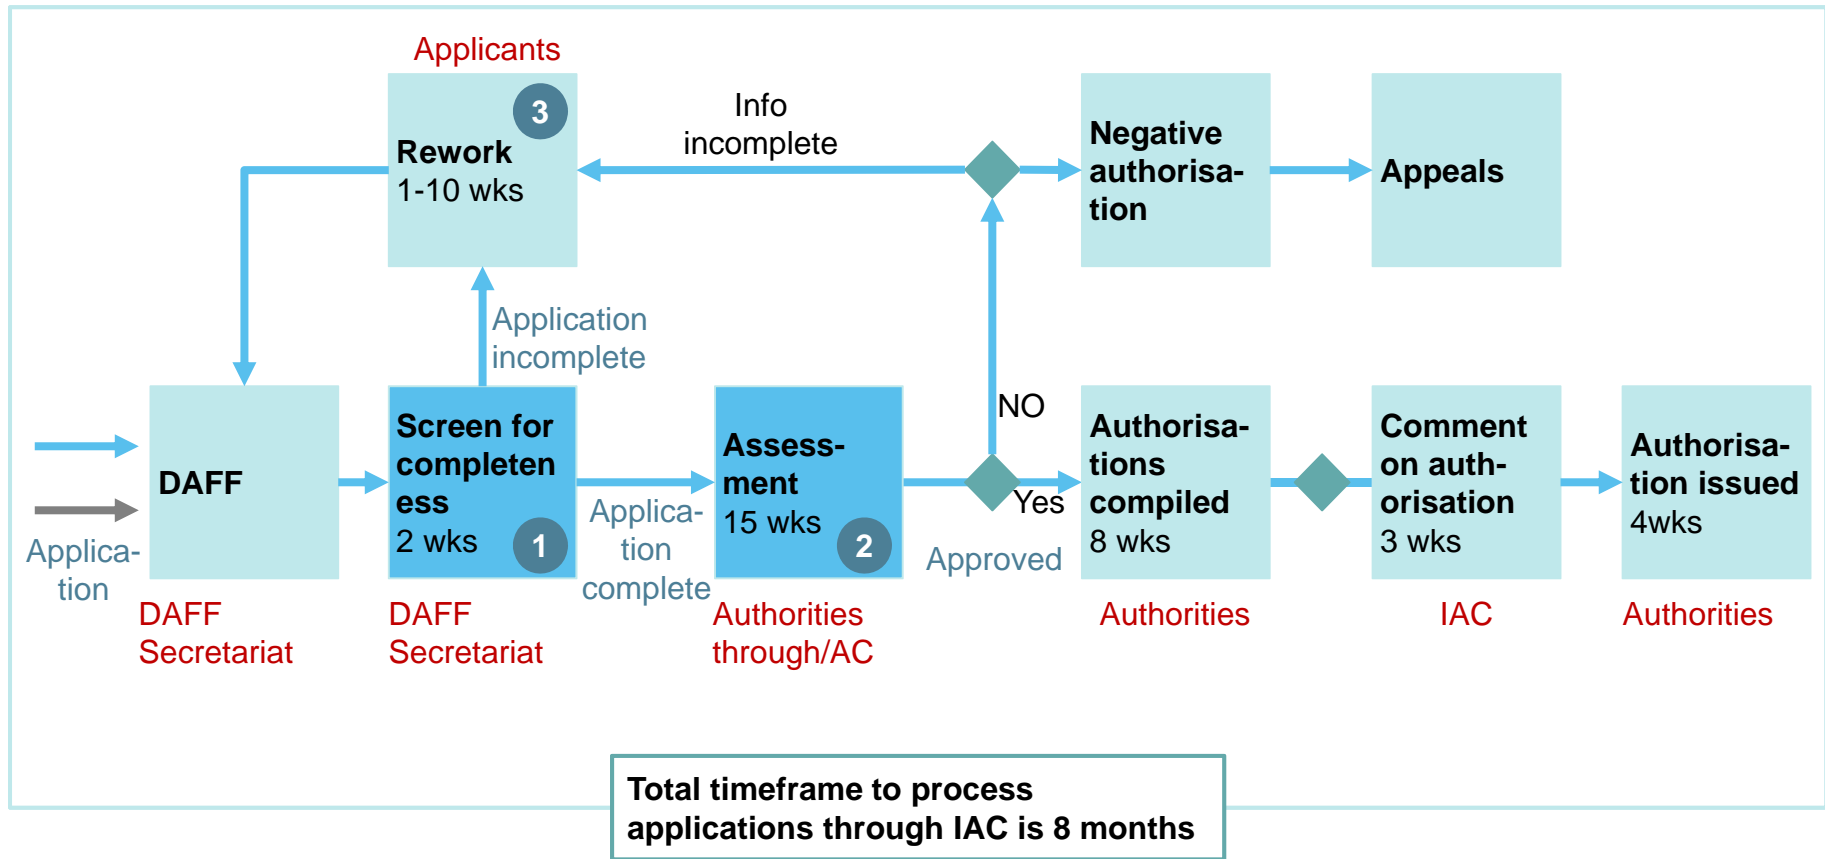 Applicants
3
Rework
1-10 wks
Info
incomplete
Negative
authorisa-
tion
Appeals
Application
incomplete
NO
Applica-
tion
DAFF
DAFF
Secretariat
Screen for
completen
ess
2 wks
1
DAFF
Secretariat
Applica-
tion
complete
Assess-
ment
15 wks
2
Authorities
through/AC
Yes
Approved
Authorisa-
tions
compiled
8 wks
Authorities
Comment
on auth-
orisation
3 wks
IAC
Authorisa-
tion issued
4wks
Authorities
Total timeframe to process
applications through IAC is 8 months